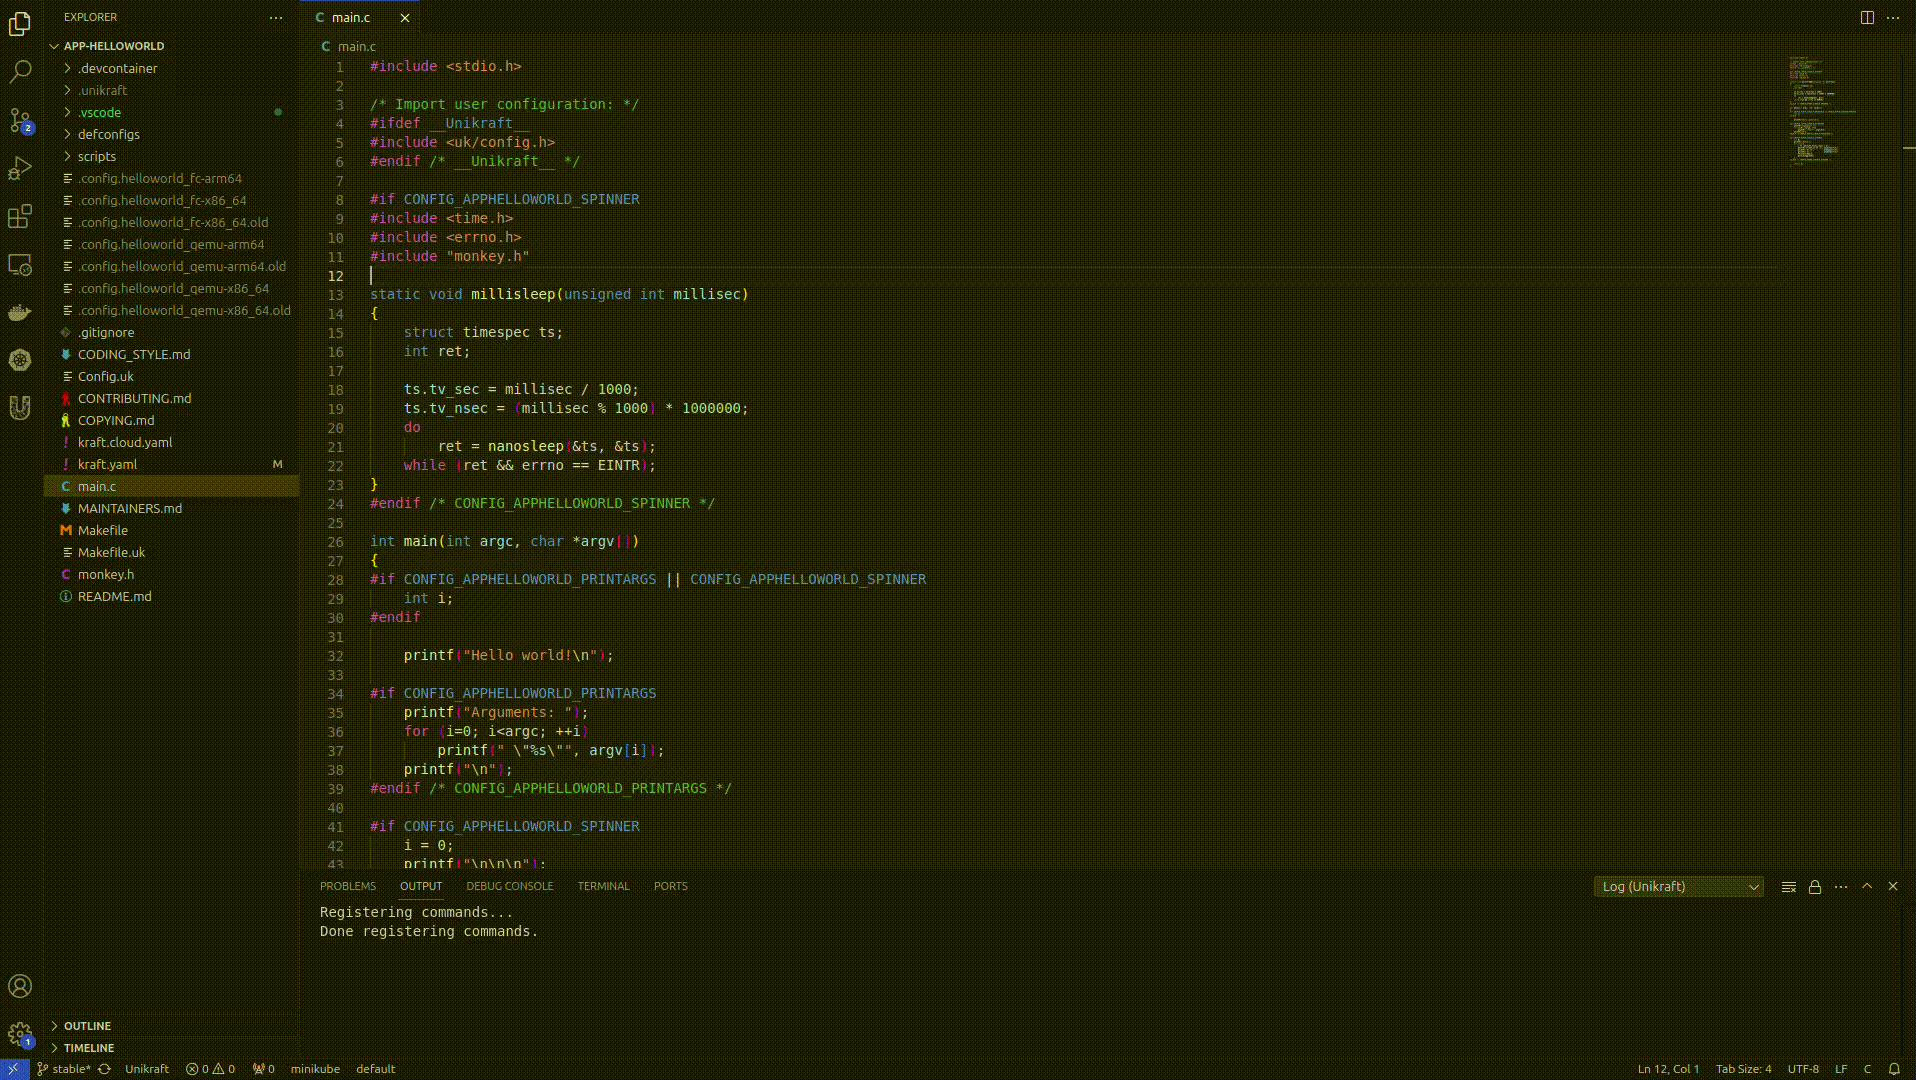 EXPLORER
APP-HELLOWORLD
.devcontainer
.unikraft
.vscode
defconfigs
scripts
.config.helloworld_fc-arm64
.config.helloworld_fc-x86_64
.config.helloworld_fc-x86_64.old
.config.helloworld_qemu-arm64
.config.helloworld_qemu-arm64.old
.config.helloworld_qemu-x86_64
.config.helloworld_qemu-x86_64.old
.gitignore
CODING_STYLE.md
Config.uk
CONTRIBUTING.md
COPYING.md
! kraft.cloud.yaml
! kraft.yaml M
C main.c
MAINTAINERS.md
M Makefile
Makefile.uk
C monkey.h
README.md
OUTLINE
TIMELINE
2
1
C main.c
C main.c
1 #include <stdio.h>
2
3 /* Import user configuration: */
4 #ifdef __Unikraft__
5 #include <uk/config.h>
6 #endif /* __Unikraft__ */
7
8 #if CONFIG_APPHELLOWORLD_SPINNER
9 #include <time.h>
10 #include <errno.h>
11 #include "monkey.h"
12
13 static void millisleep(unsigned int millisec)
14 {
15 struct timespec ts;
16 int ret;
17
18 ts.tv_sec = millisec / 1000;
19 ts.tv_nsec = (millisec % 1000) * 1000000;
20 do
21 ret = nanosleep(&ts, &ts);
22 while (ret && errno == EINTR);
23 }
24 #endif /* CONFIG_APPHELLOWORLD_SPINNER */
25
26 int main(int argc, char *argv[])
27 {
28 #if CONFIG_APPHELLOWORLD_PRINTARGS || CONFIG_APPHELLOWORLD_SPINNER
29 int i;
30 #endif
31
32 printf("Hello world!\n");
33
34 #if CONFIG_APPHELLOWORLD_PRINTARGS
35 printf("Arguments: ");
36 for (i=0; i<argc; ++i)
37 printf(" \"%s\"", argv[i]);
38 printf("\n");
39 #endif /* CONFIG_APPHELLOWORLD_PRINTARGS */
40
41 #if CONFIG_APPHELLOWORLD_SPINNER
42 i = 0;
43 printf("\n\n\n");
PROBLEMS OUTPUT DEBUG CONSOLE TERMINAL PORTS Log (Unikraft)
Registering commands...
Done registering commands.
stable* Unikraft 0 0 0 minikube default Ln 12, Col 1 Tab Size: 4 UTF-8 LF C